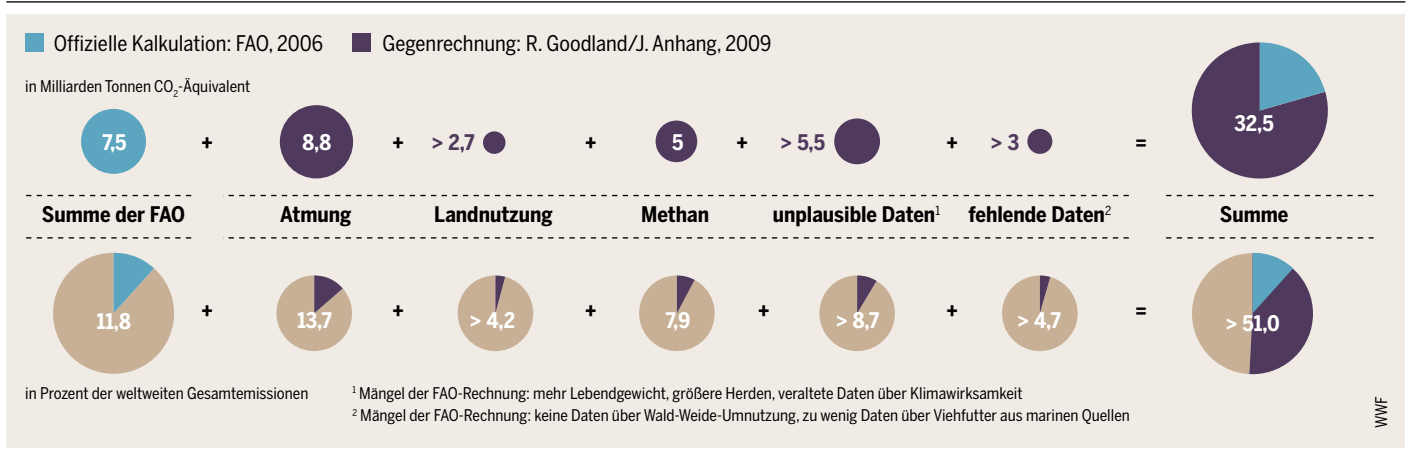 Offizielle Kalkulation: FAO, 2006 Gegenrechnung: R. Goodland/J. Anhang, 2009
in Milliarden Tonnen CO₂-Äquivalent
7,5 + 8,8 + > 2,7 + 5 + > 5,5 + > 3 = 32,5
Summe der FAO Atmung Landnutzung Methan unplausible Daten¹ fehlende Daten² Summe
11,8 + 13,7 + > 4,2 + 7,9 + > 8,7 + > 4,7 = > 51,0
in Prozent der weltweiten Gesamtemissionen
¹ Mängel der FAO-Rechnung: mehr Lebendgewicht, größere Herden, veraltete Daten über Klimawirksamkeit
² Mängel der FAO-Rechnung: keine Daten über Wald-Weide-Umnutzung, zu wenig Daten über Viehfutter aus marinen Quellen
WWF